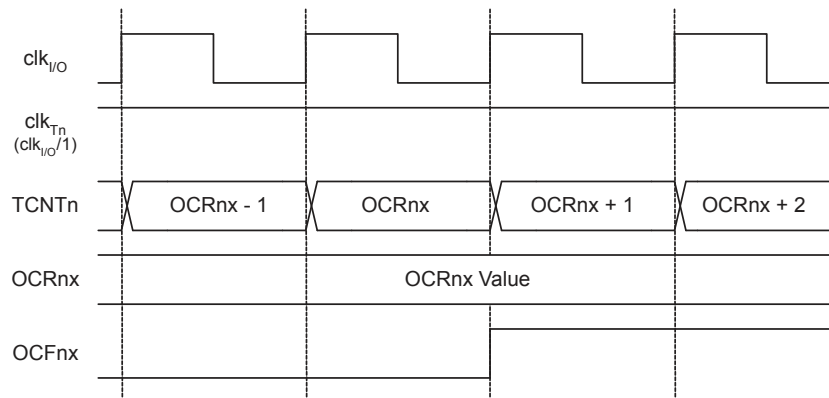 clkI/O
clkTn
(clkI/O/1)
TCNTn OCRnx - 1 OCRnx OCRnx + 1 OCRnx + 2
OCRnx OCRnx Value
OCFnx